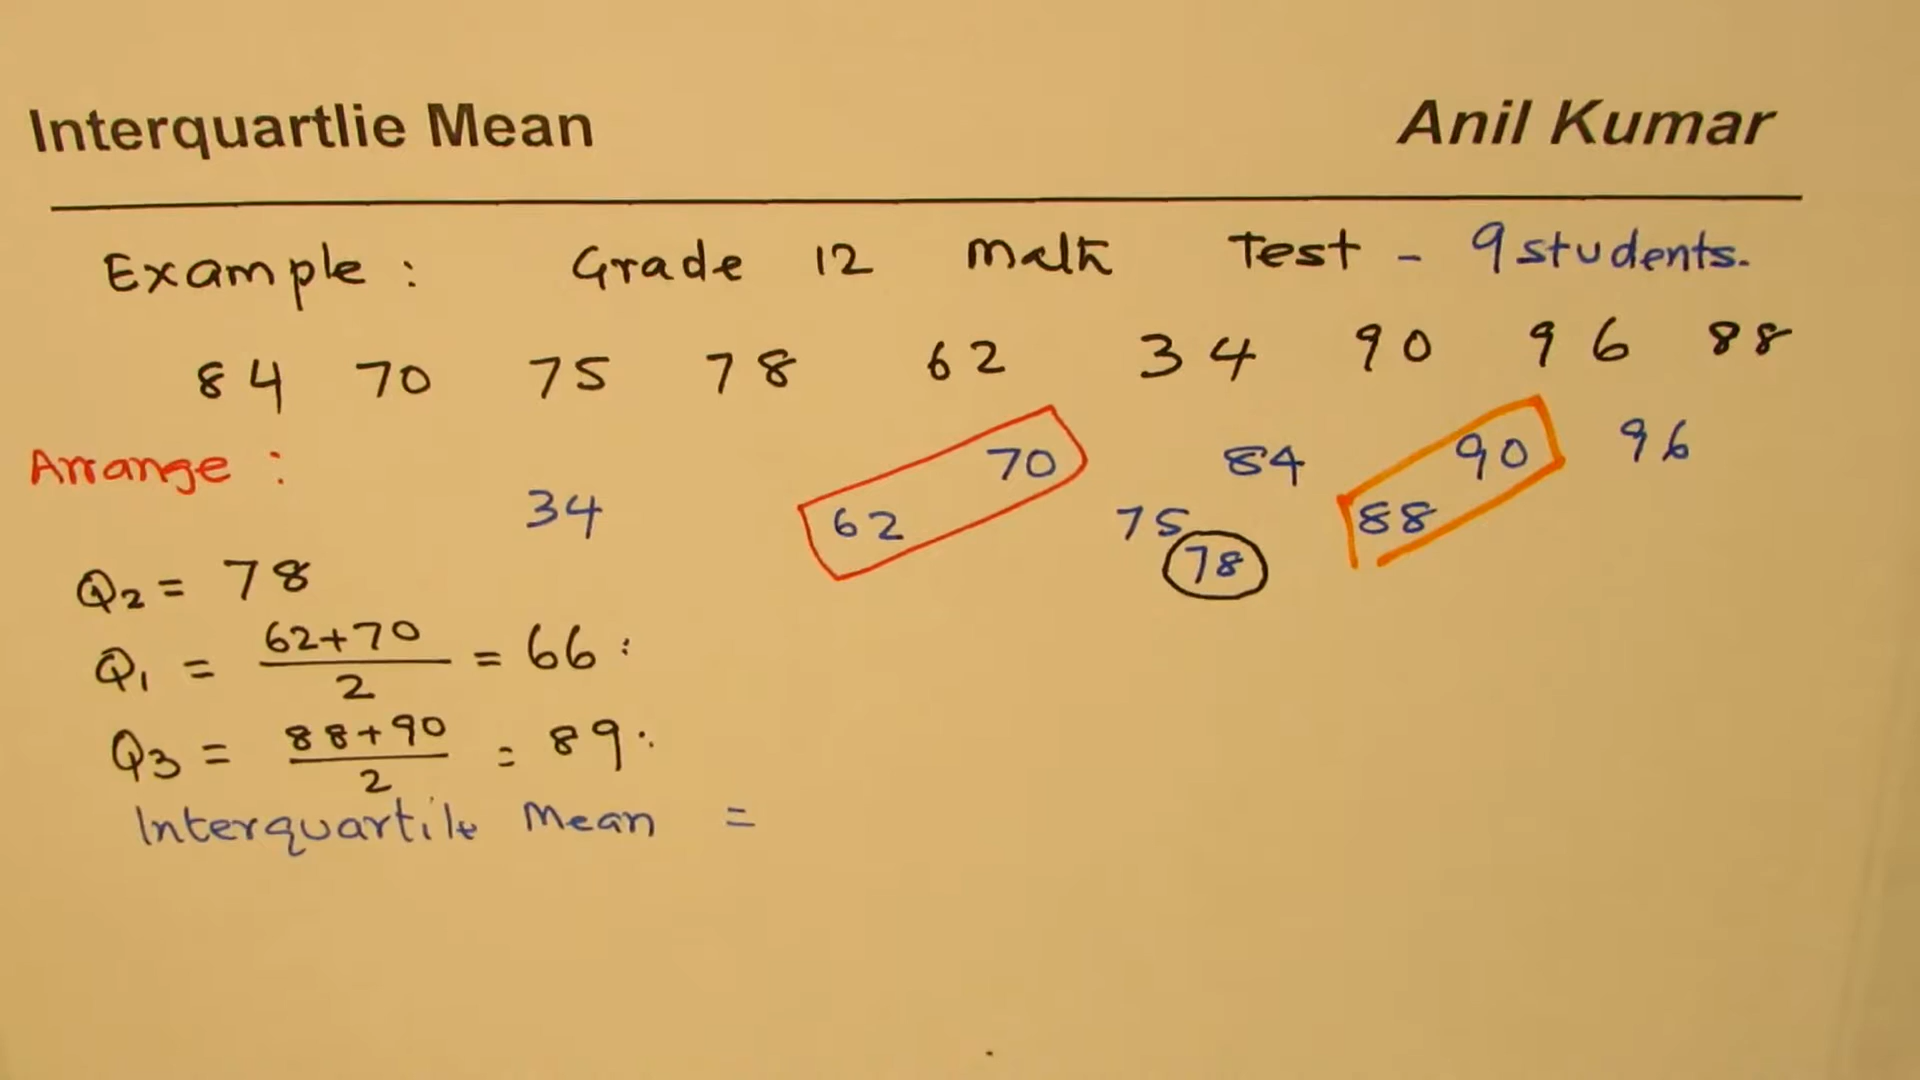 Interquartlie Mean Anil Kumar
Example : Grade 12 Math Test - 9 students.
84 70 75 78 62 34 90 96 88
Arrange : 34 62 70 75 78 84 88 90 96
Q2 = 78
Q1 = 62+70 / 2 = 66 :
Q3 = 88+90 / 2 = 89 .
Interquartile Mean =